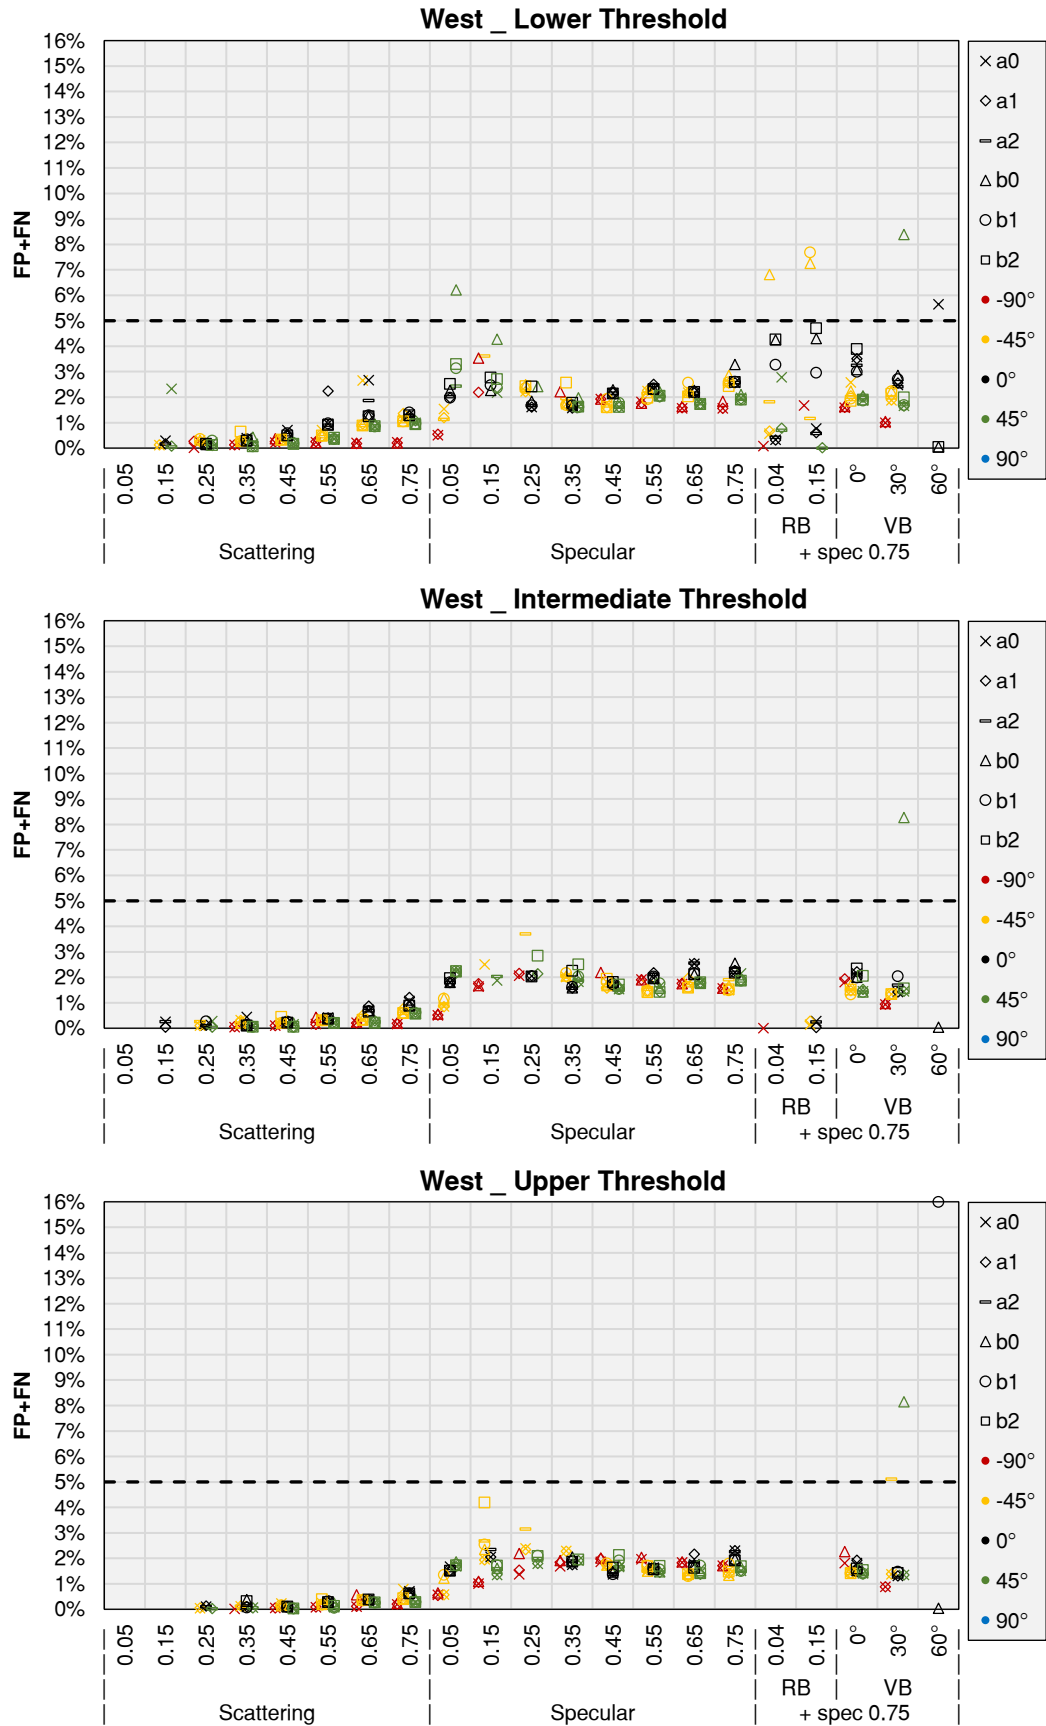 West _ Lower Threshold
16%
15%
14%
13%
12%
11%
10%
9%
8%
7%
6%
5%
4%
3%
2%
1%
0%
FP+FN
0.05 0.15 0.25 0.35 0.45 0.55 0.65 0.75 0.05 0.15 0.25 0.35 0.45 0.55 0.65 0.75 0.04 0.15 0° 30° 60°
RB VB
Scattering Specular + spec 0.75
a0
a1
a2
b0
b1
b2
-90°
-45°
0°
45°
90°
West _ Intermediate Threshold
16%
15%
14%
13%
12%
11%
10%
9%
8%
7%
6%
5%
4%
3%
2%
1%
0%
FP+FN
0.05 0.15 0.25 0.35 0.45 0.55 0.65 0.75 0.05 0.15 0.25 0.35 0.45 0.55 0.65 0.75 0.04 0.15 0° 30° 60°
RB VB
Scattering Specular + spec 0.75
a0
a1
a2
b0
b1
b2
-90°
-45°
0°
45°
90°
West _ Upper Threshold
16%
15%
14%
13%
12%
11%
10%
9%
8%
7%
6%
5%
4%
3%
2%
1%
0%
FP+FN
0.05 0.15 0.25 0.35 0.45 0.55 0.65 0.75 0.05 0.15 0.25 0.35 0.45 0.55 0.65 0.75 0.04 0.15 0° 30° 60°
RB VB
Scattering Specular + spec 0.75
a0
a1
a2
b0
b1
b2
-90°
-45°
0°
45°
90°